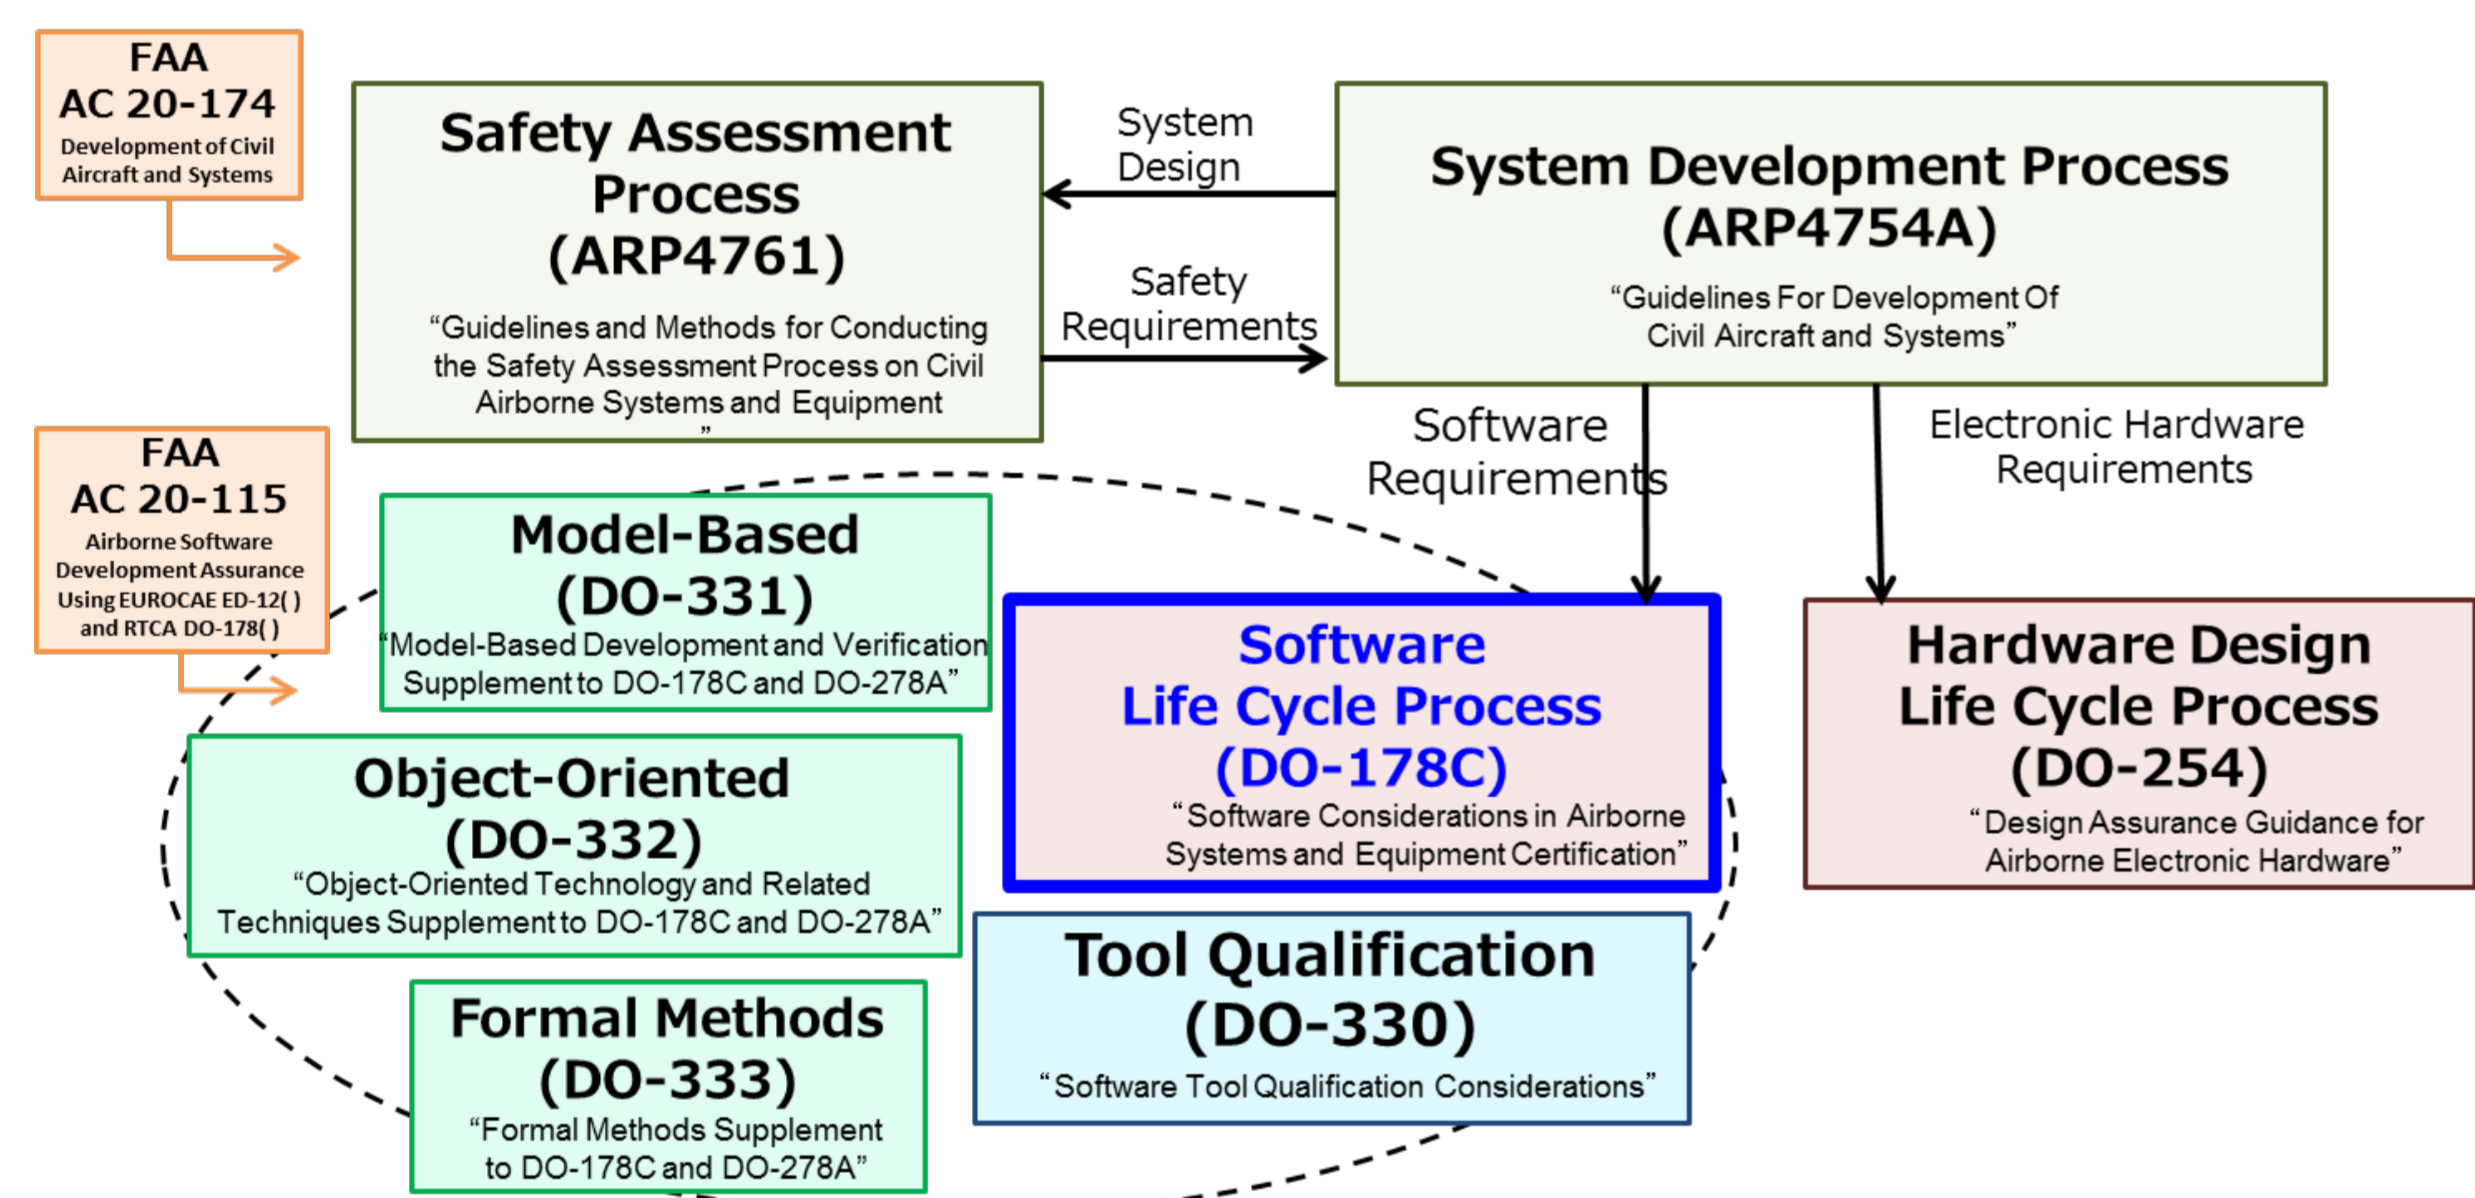 FAA
AC 20-174
Development of Civil
Aircraft and Systems
Safety Assessment
Process
(ARP4761)
“Guidelines and Methods for Conducting
the Safety Assessment Process on Civil
Airborne Systems and Equipment
”
System
Design
Safety
Requirements
System Development Process
(ARP4754A)
“Guidelines For Development Of
Civil Aircraft and Systems”
Software
Requirements
Electronic Hardware
Requirements
FAA
AC 20-115
Airborne Software
Development Assurance
Using EUROCAE ED-12( )
and RTCA DO-178( )
Model-Based
(DO-331)
“Model-Based Development and Verification
Supplement to DO-178C and DO-278A”
Software
Life Cycle Process
(DO-178C)
“Software Considerations in Airborne
Systems and Equipment Certification”
Hardware Design
Life Cycle Process
(DO-254)
“Design Assurance Guidance for
Airborne Electronic Hardware”
Object-Oriented
(DO-332)
“Object-Oriented Technology and Related
Techniques Supplement to DO-178C and DO-278A”
Tool Qualification
(DO-330)
“Software Tool Qualification Considerations”
Formal Methods
(DO-333)
“Formal Methods Supplement
to DO-178C and DO-278A”